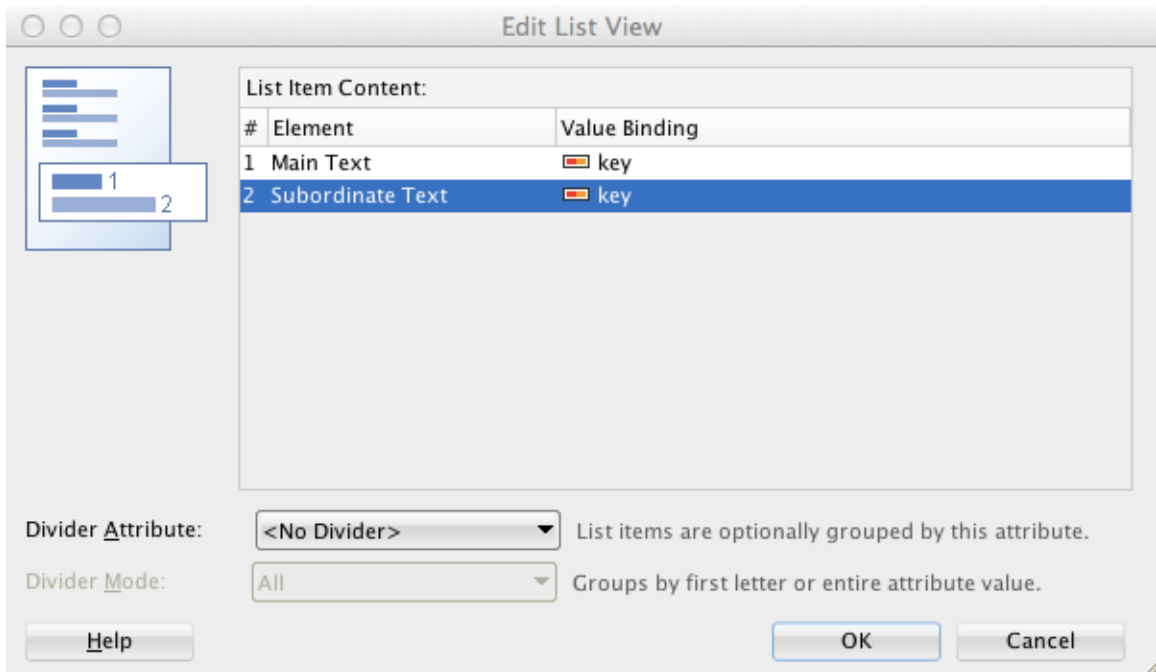 Edit List View
List Item Content:
# Element Value Binding
1 Main Text key
2 Subordinate Text key
1
2
Divider Attribute: <No Divider> List items are optionally grouped by this attribute.
Divider Mode: All Groups by first letter or entire attribute value.
Help OK Cancel